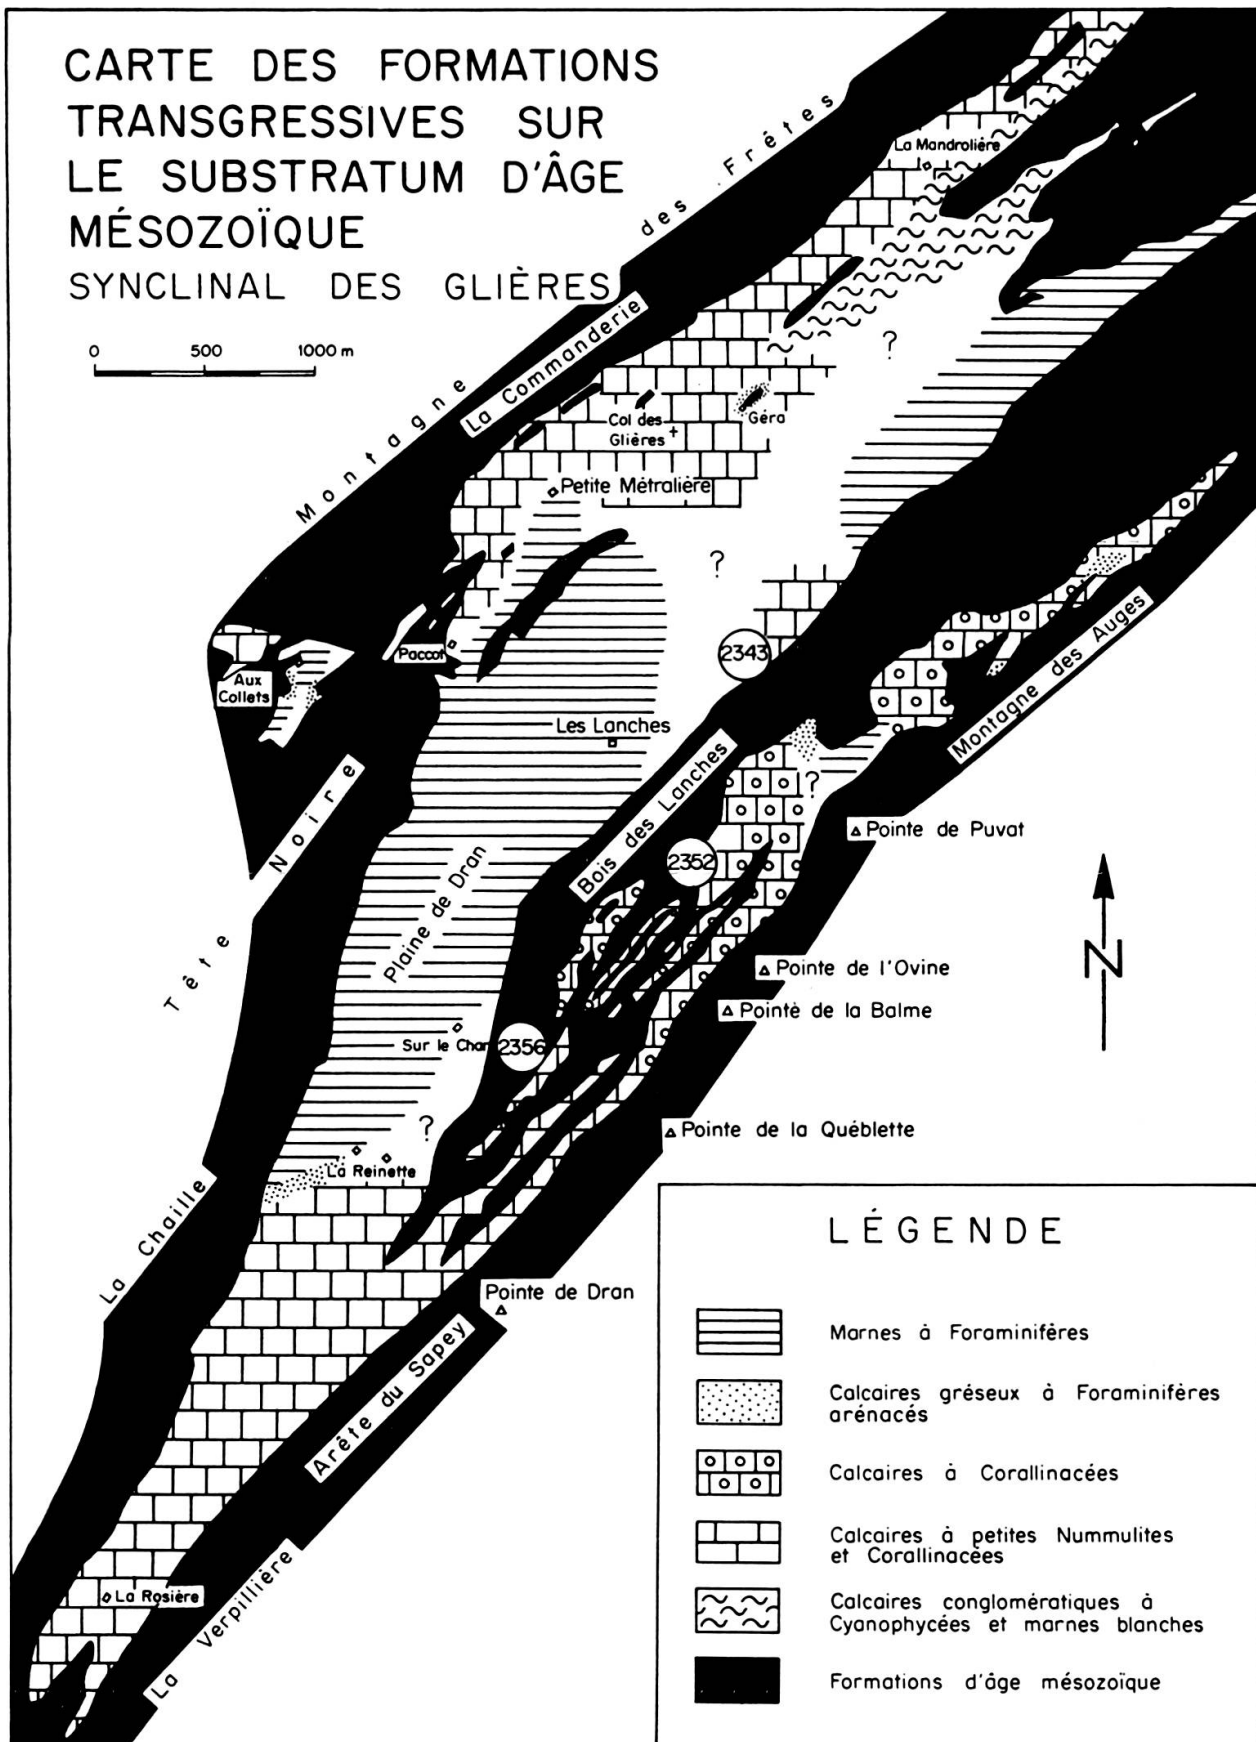 CARTE DES FORMATIONS
TRANSGRESSIVES SUR
LE SUBSTRATUM D'ÂGE
MÉSOZOÏQUE
SYNCLINAL DES GLIÈRES
0 500 1000 m
Montagne des Frêtes
La Commanderie
La Mandrolière
?
Col des
Glières
Géra
Petite Métralière
?
Aux
Collets
Paccot
2343
Montagne des Auges
Les Lanches
Bois des Lanches
?
Pointe de Puvat
Tête Noire
Plaine de Dran
2352
Pointe de l'Ovine
Pointe de la Balme
N
Sur le Char
2356
?
Pointe de la Québlette
La Reinette
La Chaille
Pointe de Dran
Arête du Sapey
La Rosière
La Verpillière
LÉGENDE
Marnes à Foraminifères
Calcaires gréseux à Foraminifères
arénacés
Calcaires à Corallinacées
Calcaires à petites Nummulites
et Corallinacées
Calcaires conglomératiques à
Cyanophycées et marnes blanches
Formations d'âge mésozoïque